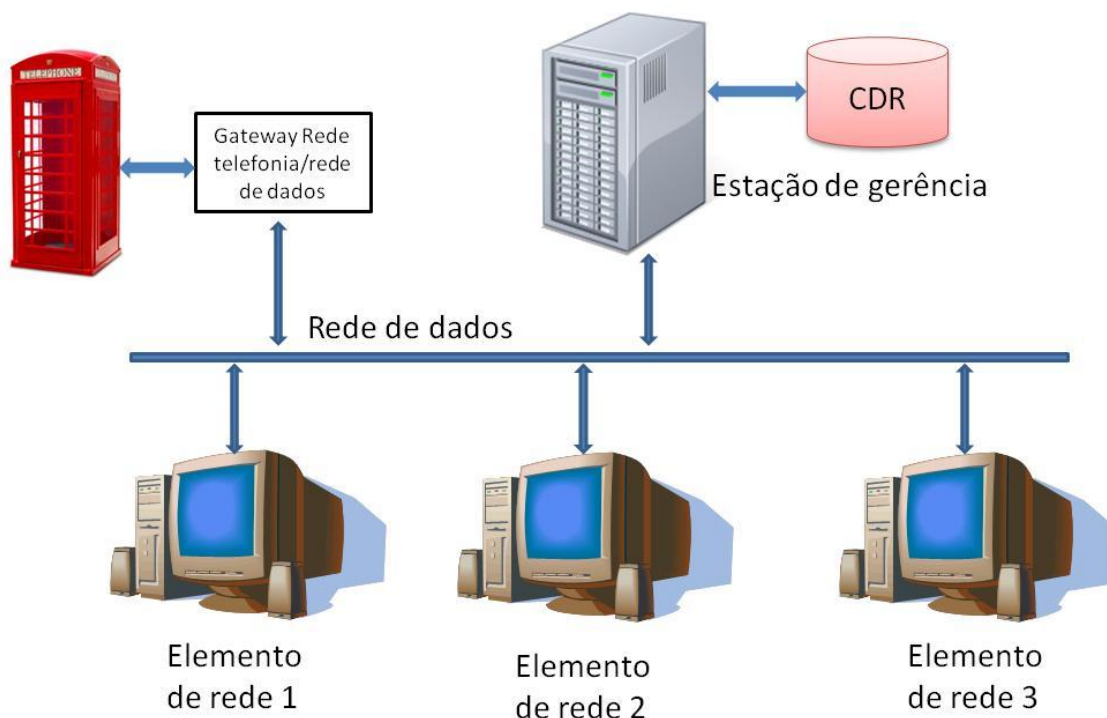 TELEPHONE
Gateway Rede
telefonia/rede
de dados
CDR
Estação de gerência
Rede de dados
Elemento
de rede 1
Elemento
de rede 2
Elemento
de rede 3